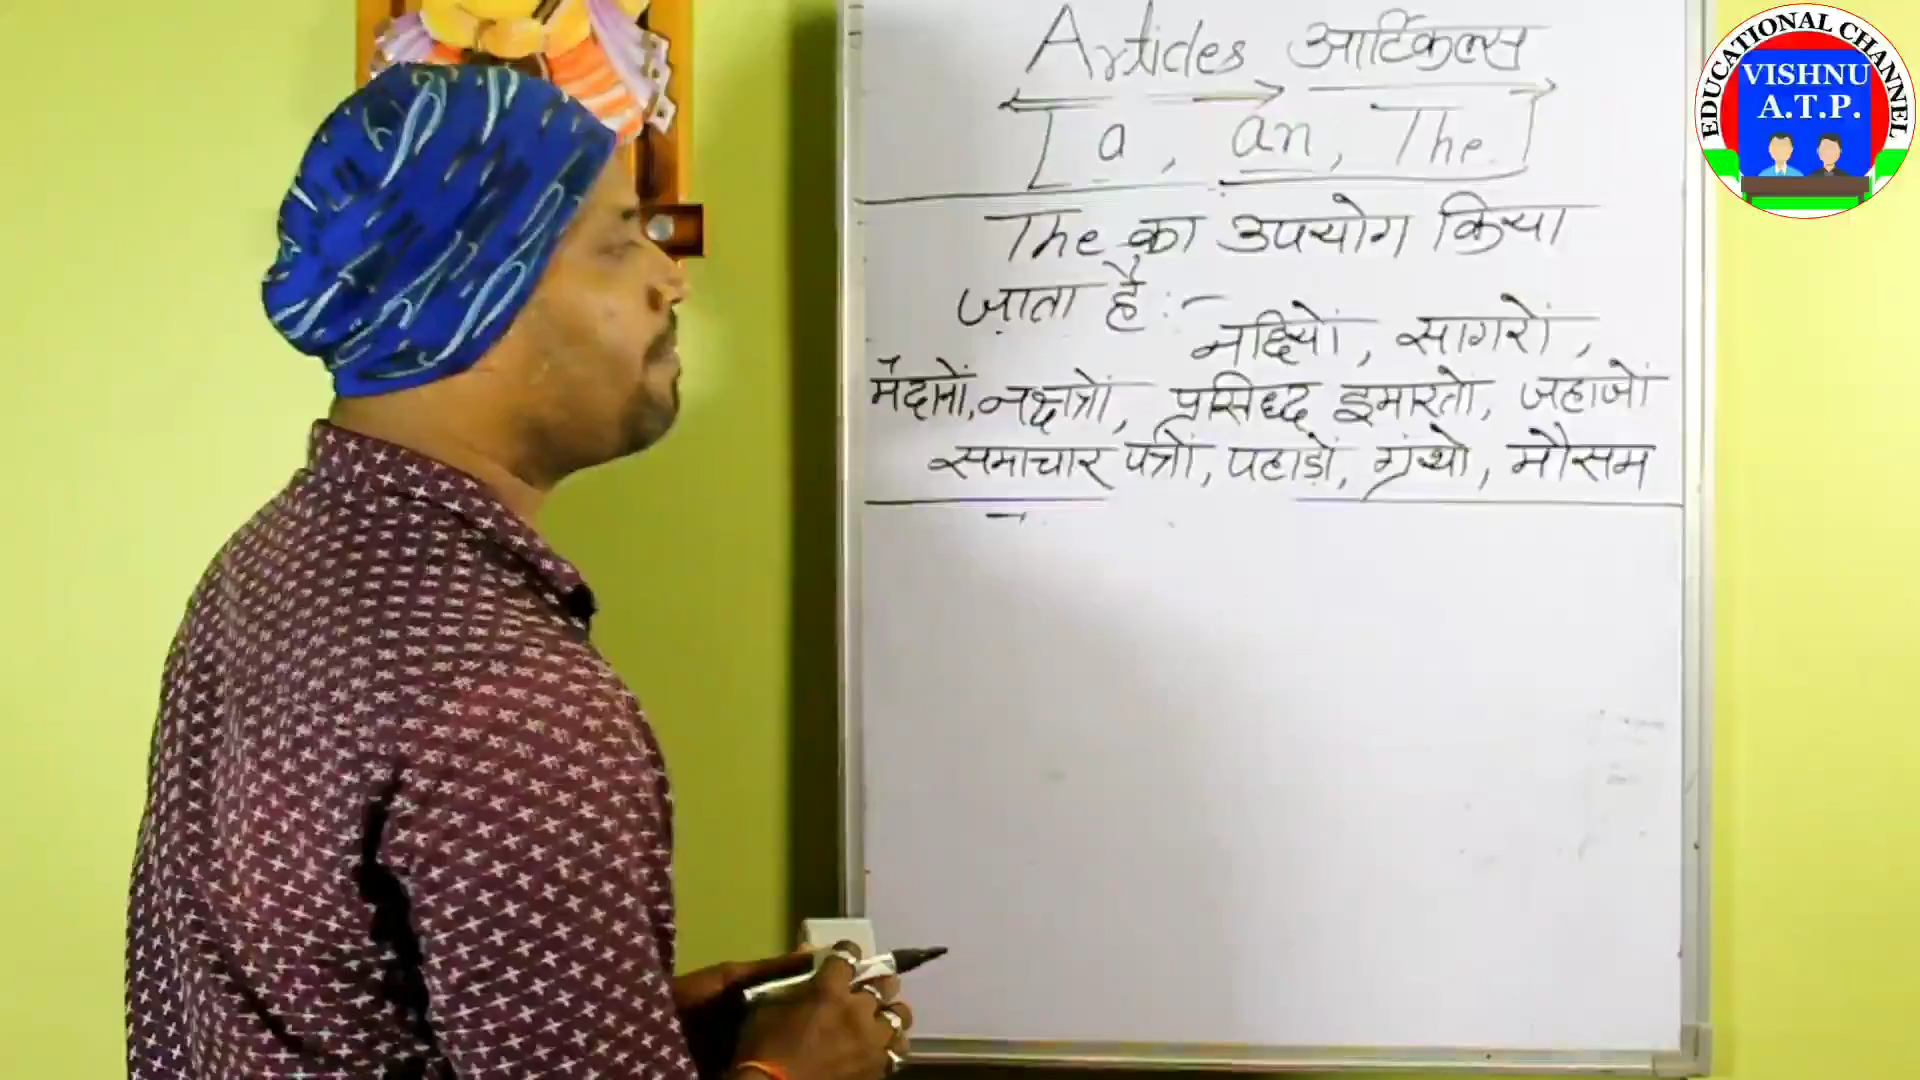 Articles आर्टिकल्स
[ a, an, The ]
The का उपयोग किया
जाता है :-
नदियों, सागरों,
मैदानों, नक्षत्रों, प्रसिध्द इमारतों, जहाजों
समाचार पत्रों, पहाड़ों, ग्रंथो, मौसम
EDUCATIONAL CHANNEL
VISHNU
A.T.P.